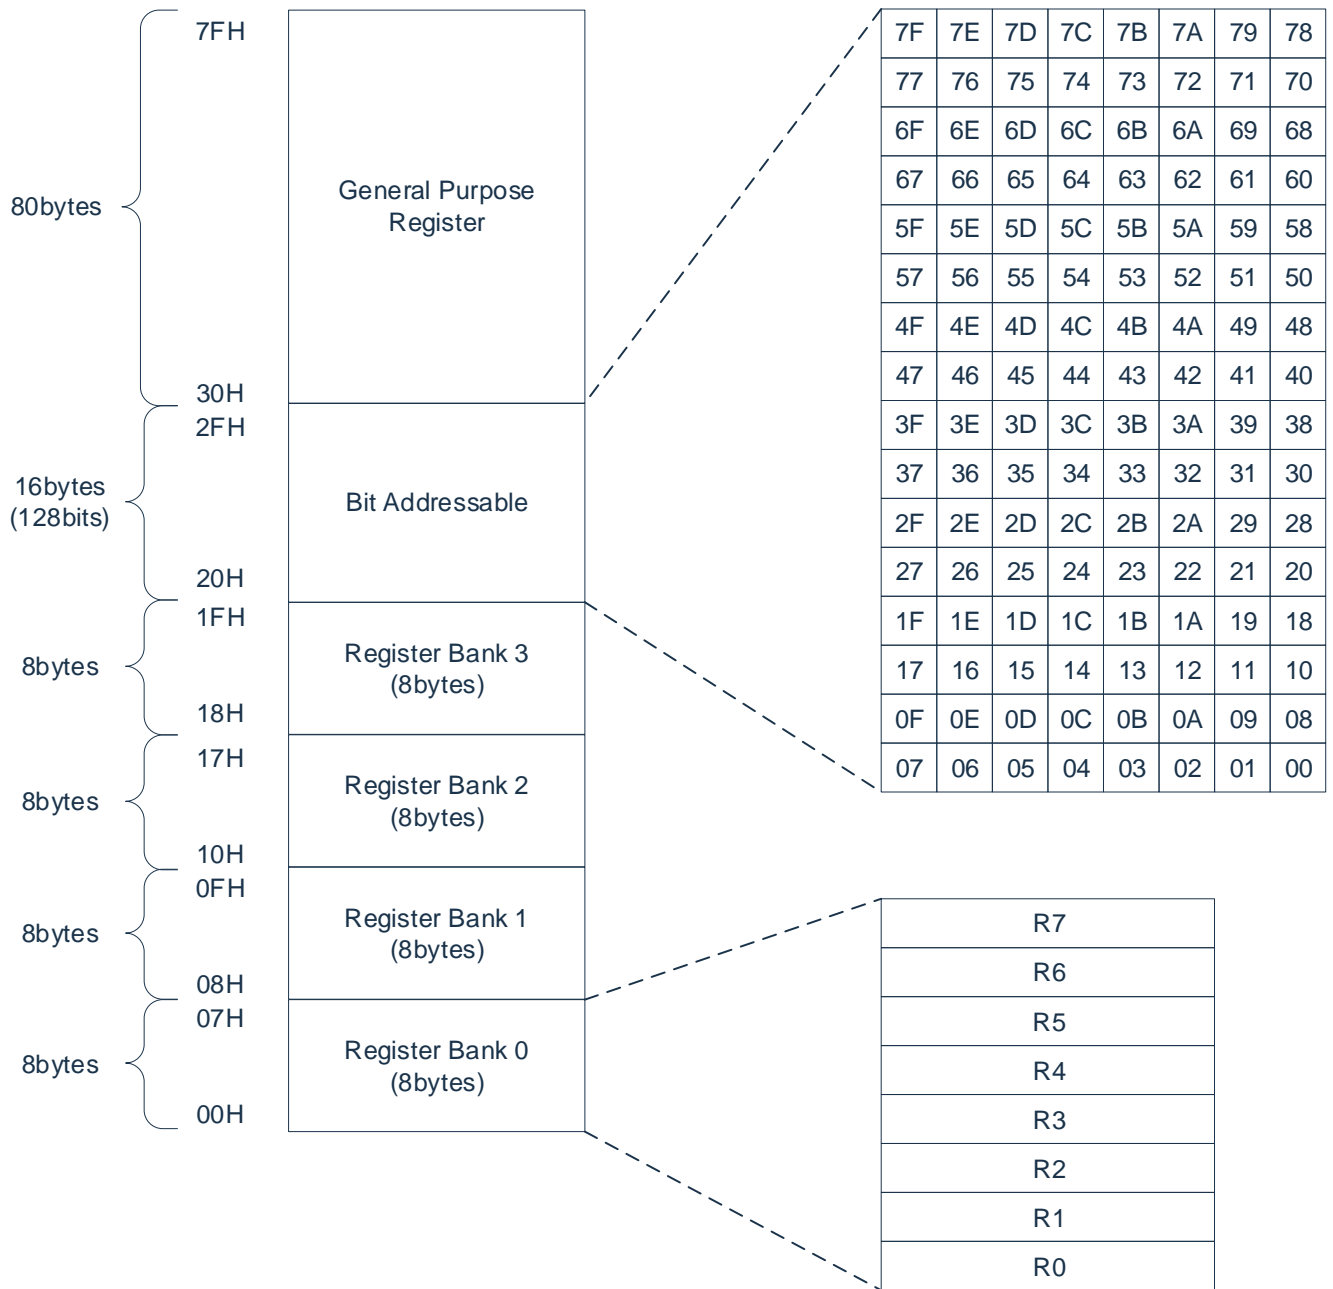 7FH
80bytes
General Purpose
Register
30H
2FH
16bytes
(128bits)
Bit Addressable
20H
1FH
8bytes
Register Bank 3
(8bytes)
18H
17H
8bytes
Register Bank 2
(8bytes)
10H
0FH
8bytes
Register Bank 1
(8bytes)
08H
07H
8bytes
Register Bank 0
(8bytes)
00H
7F 7E 7D 7C 7B 7A 79 78
77 76 75 74 73 72 71 70
6F 6E 6D 6C 6B 6A 69 68
67 66 65 64 63 62 61 60
5F 5E 5D 5C 5B 5A 59 58
57 56 55 54 53 52 51 50
4F 4E 4D 4C 4B 4A 49 48
47 46 45 44 43 42 41 40
3F 3E 3D 3C 3B 3A 39 38
37 36 35 34 33 32 31 30
2F 2E 2D 2C 2B 2A 29 28
27 26 25 24 23 22 21 20
1F 1E 1D 1C 1B 1A 19 18
17 16 15 14 13 12 11 10
0F 0E 0D 0C 0B 0A 09 08
07 06 05 04 03 02 01 00
R7
R6
R5
R4
R3
R2
R1
R0